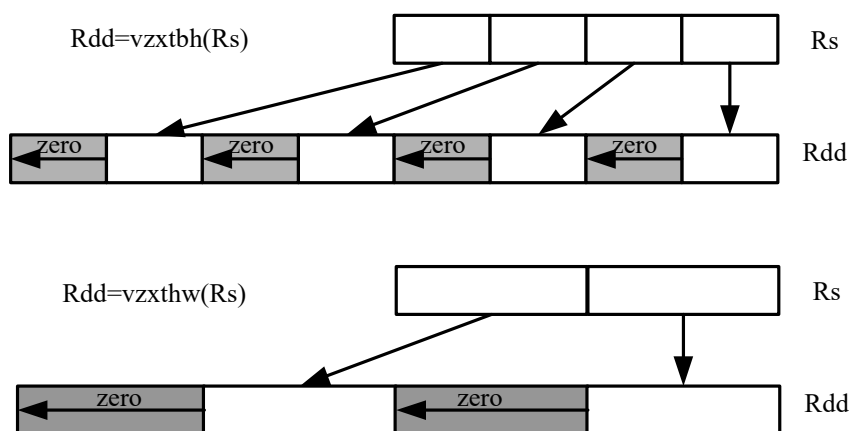 Rdd=vzxtbh(Rs) Rs
zero zero zero zero Rdd
Rdd=vzxthw(Rs) Rs
zero zero Rdd